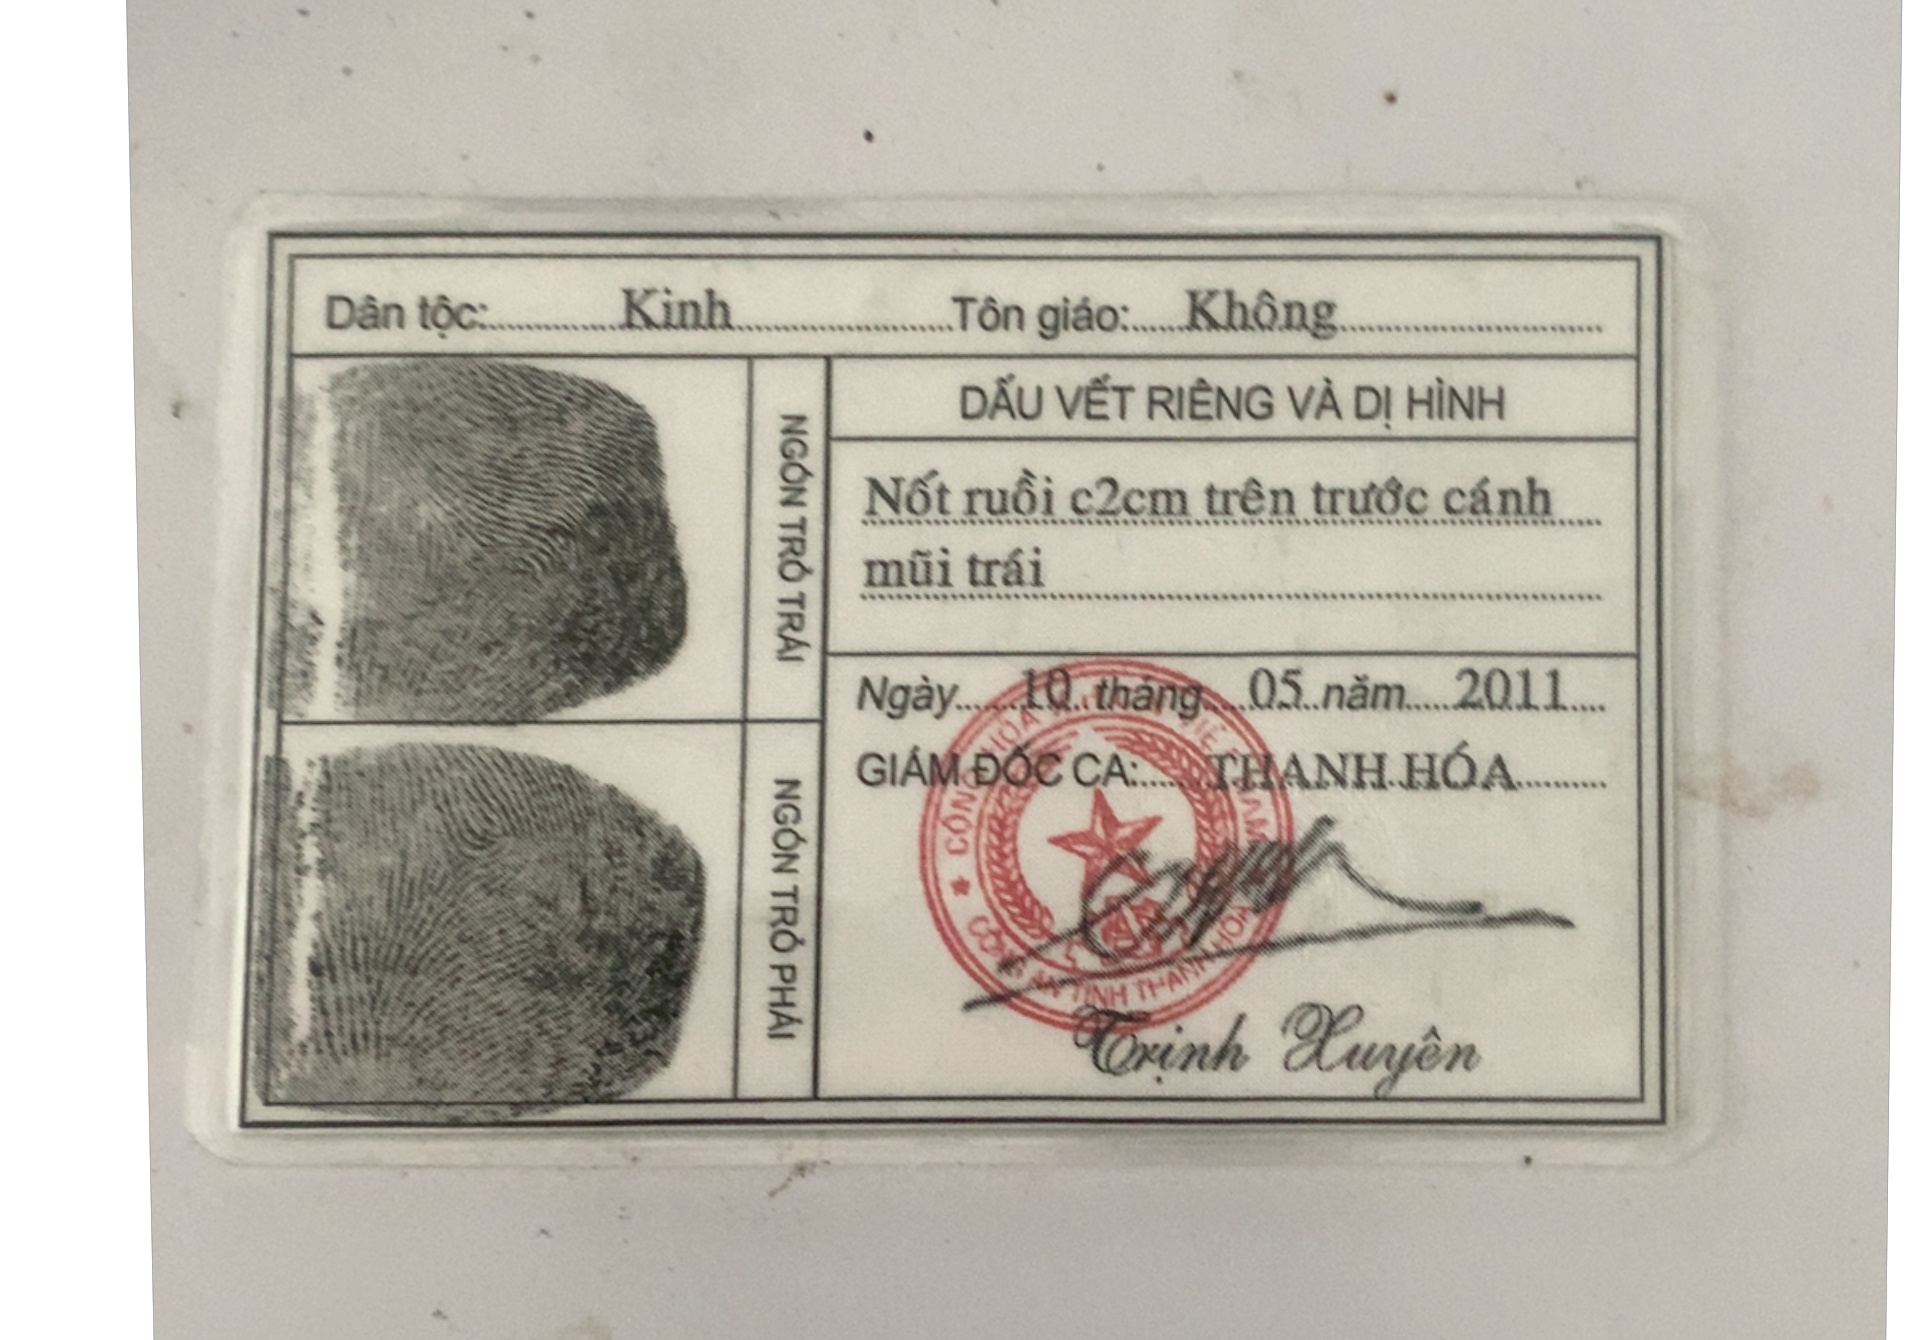 Dân tộc: Kinh Tôn giáo: Không
NGÓN TRỎ TRÁI
NGÓN TRỎ PHẢI
DẤU VẾT RIÊNG VÀ DỊ HÌNH
Nốt ruồi c2cm trên trước cánh
mũi trái
Ngày 10 tháng 05 năm 2011
GIÁM ĐỐC CA: THANH HÓA
CÔNG AN TỈNH THANH HÓA
Trịnh Xuyên